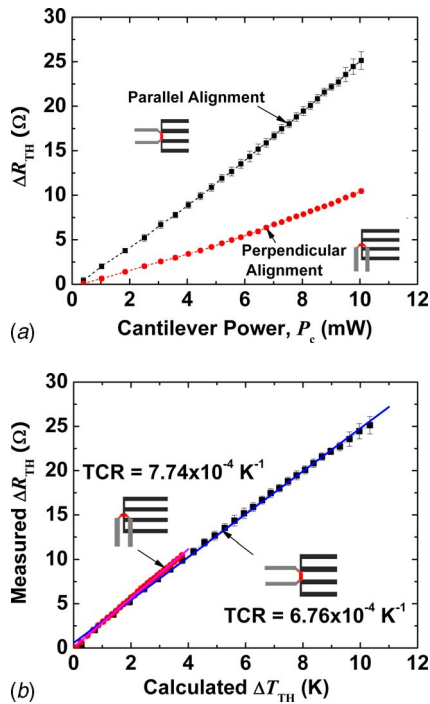 30
25
20
15
10
5
0
ΔR_TH (Ω)
Parallel Alignment
Perpendicular
Alignment
0 2 4 6 8 10 12
Cantilever Power, P_c (mW)
(a)
30
25
20
15
10
5
0
Measured ΔR_TH (Ω)
TCR = 7.74x10⁻⁴ K⁻¹
TCR = 6.76x10⁻⁴ K⁻¹
0 2 4 6 8 10 12
Calculated ΔT_TH (K)
(b)